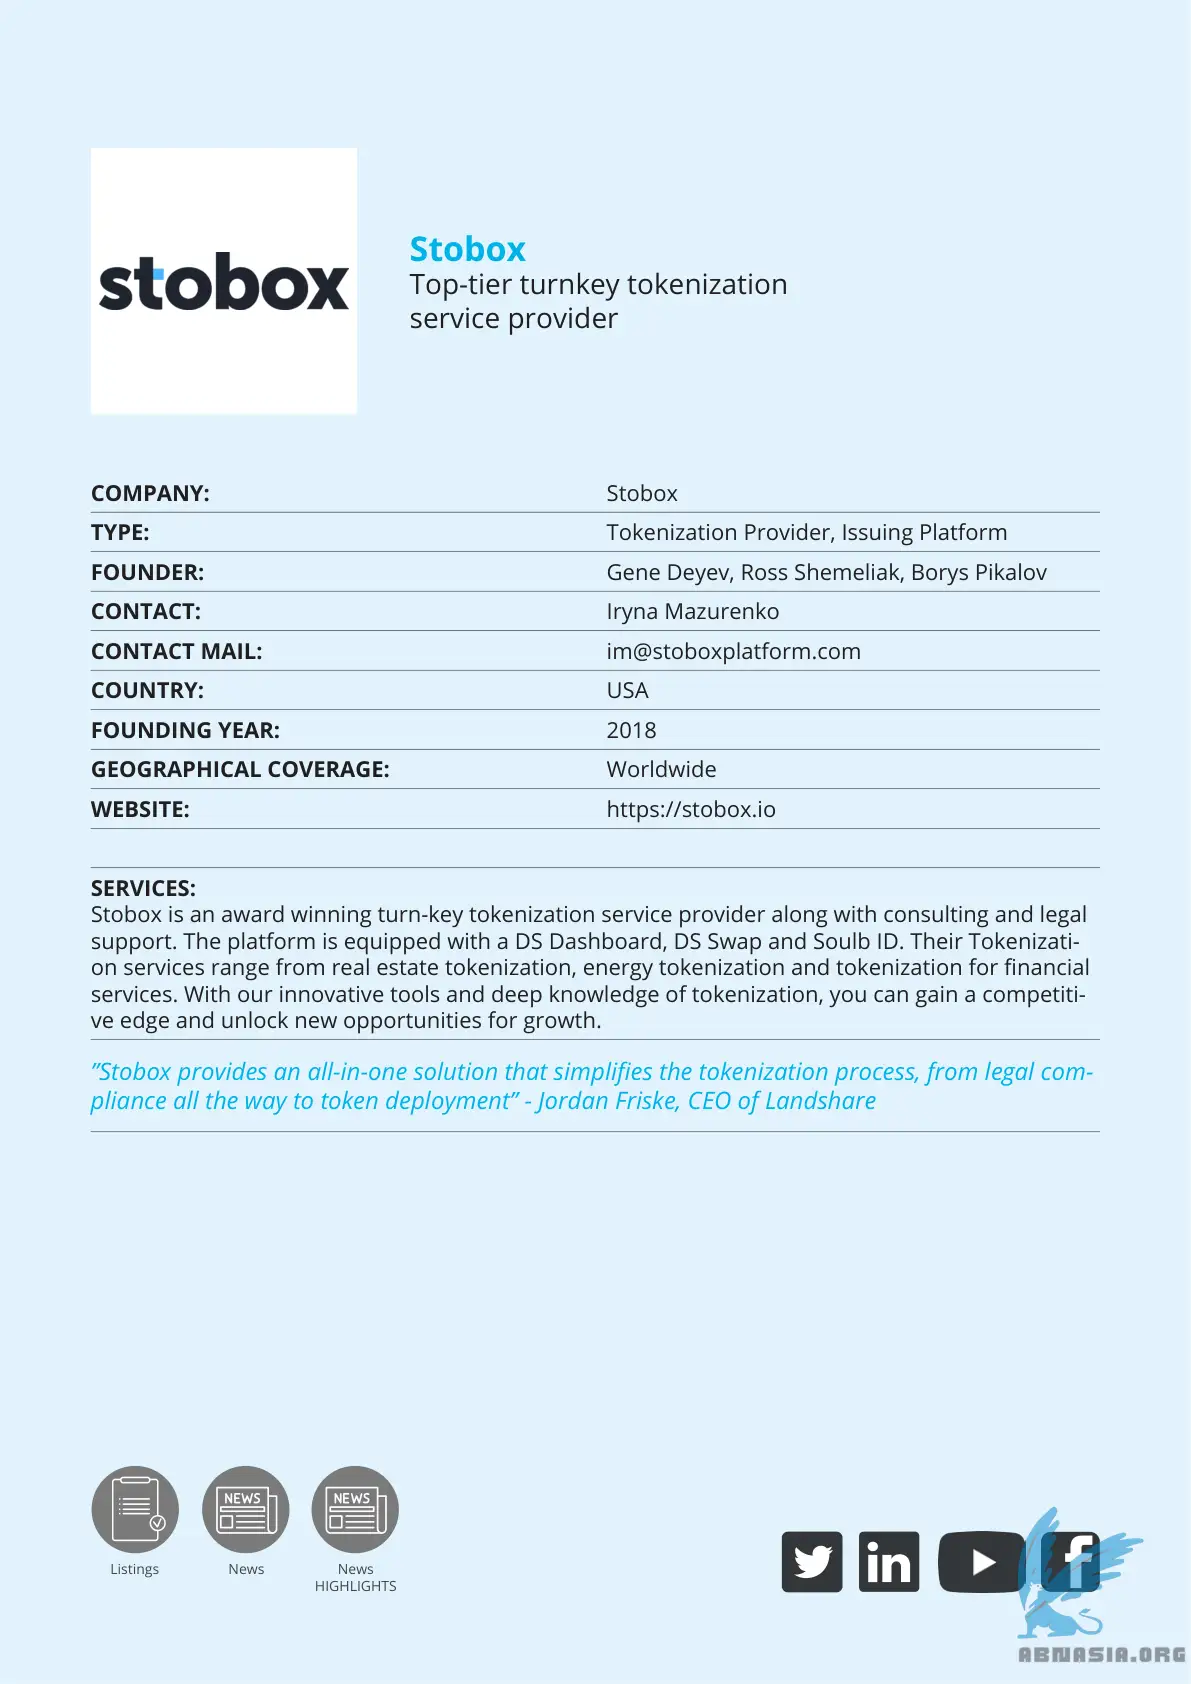 stobox
Stobox
Top-tier turnkey tokenization
service provider
COMPANY: Stobox
TYPE: Tokenization Provider, Issuing Platform
FOUNDER: Gene Deyev, Ross Shemeliak, Borys Pikalov
CONTACT: Iryna Mazurenko
CONTACT MAIL: im@stoboxplatform.com
COUNTRY: USA
FOUNDING YEAR: 2018
GEOGRAPHICAL COVERAGE: Worldwide
WEBSITE: https://stobox.io
SERVICES:
Stobox is an award winning turn-key tokenization service provider along with consulting and legal
support. The platform is equipped with a DS Dashboard, DS Swap and Soulb ID. Their Tokenizati-
on services range from real estate tokenization, energy tokenization and tokenization for financial
services. With our innovative tools and deep knowledge of tokenization, you can gain a competiti-
ve edge and unlock new opportunities for growth.
”Stobox provides an all-in-one solution that simplifies the tokenization process, from legal com-
pliance all the way to token deployment” - Jordan Friske, CEO of Landshare
NEWS NEWS
Listings News News
HIGHLIGHTS
in f
ABNASIA.ORG